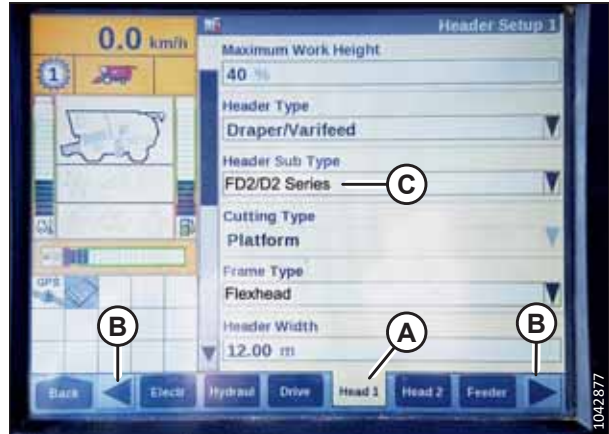 0.0 km/h
Header Setup 1
1
Maximum Work Height
40 %
Header Type
Draper/Varifeed
Header Sub Type
FD2/D2 Series
C
Cutting Type
Platform
Frame Type
Flexhead
GPS
Header Width
12.00 m
B
A
B
Back
Electr
Hydraul
Drive
Head 1
Head 2
Feeder
1042877